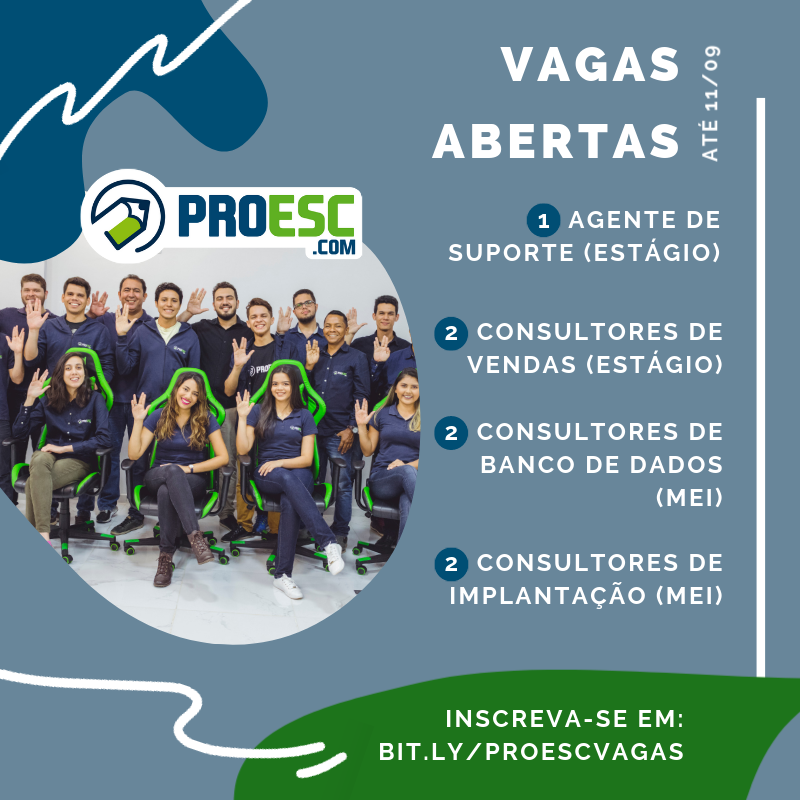 VAGAS
ABERTAS
ATÉ 11/09
PROESC
.COM
1 AGENTE DE
SUPORTE (ESTÁGIO)
2 CONSULTORES DE
VENDAS (ESTÁGIO)
2 CONSULTORES DE
BANCO DE DADOS
(MEI)
2 CONSULTORES DE
IMPLANTAÇÃO (MEI)
INSCREVA-SE EM:
BIT.LY/PROESCVAGAS